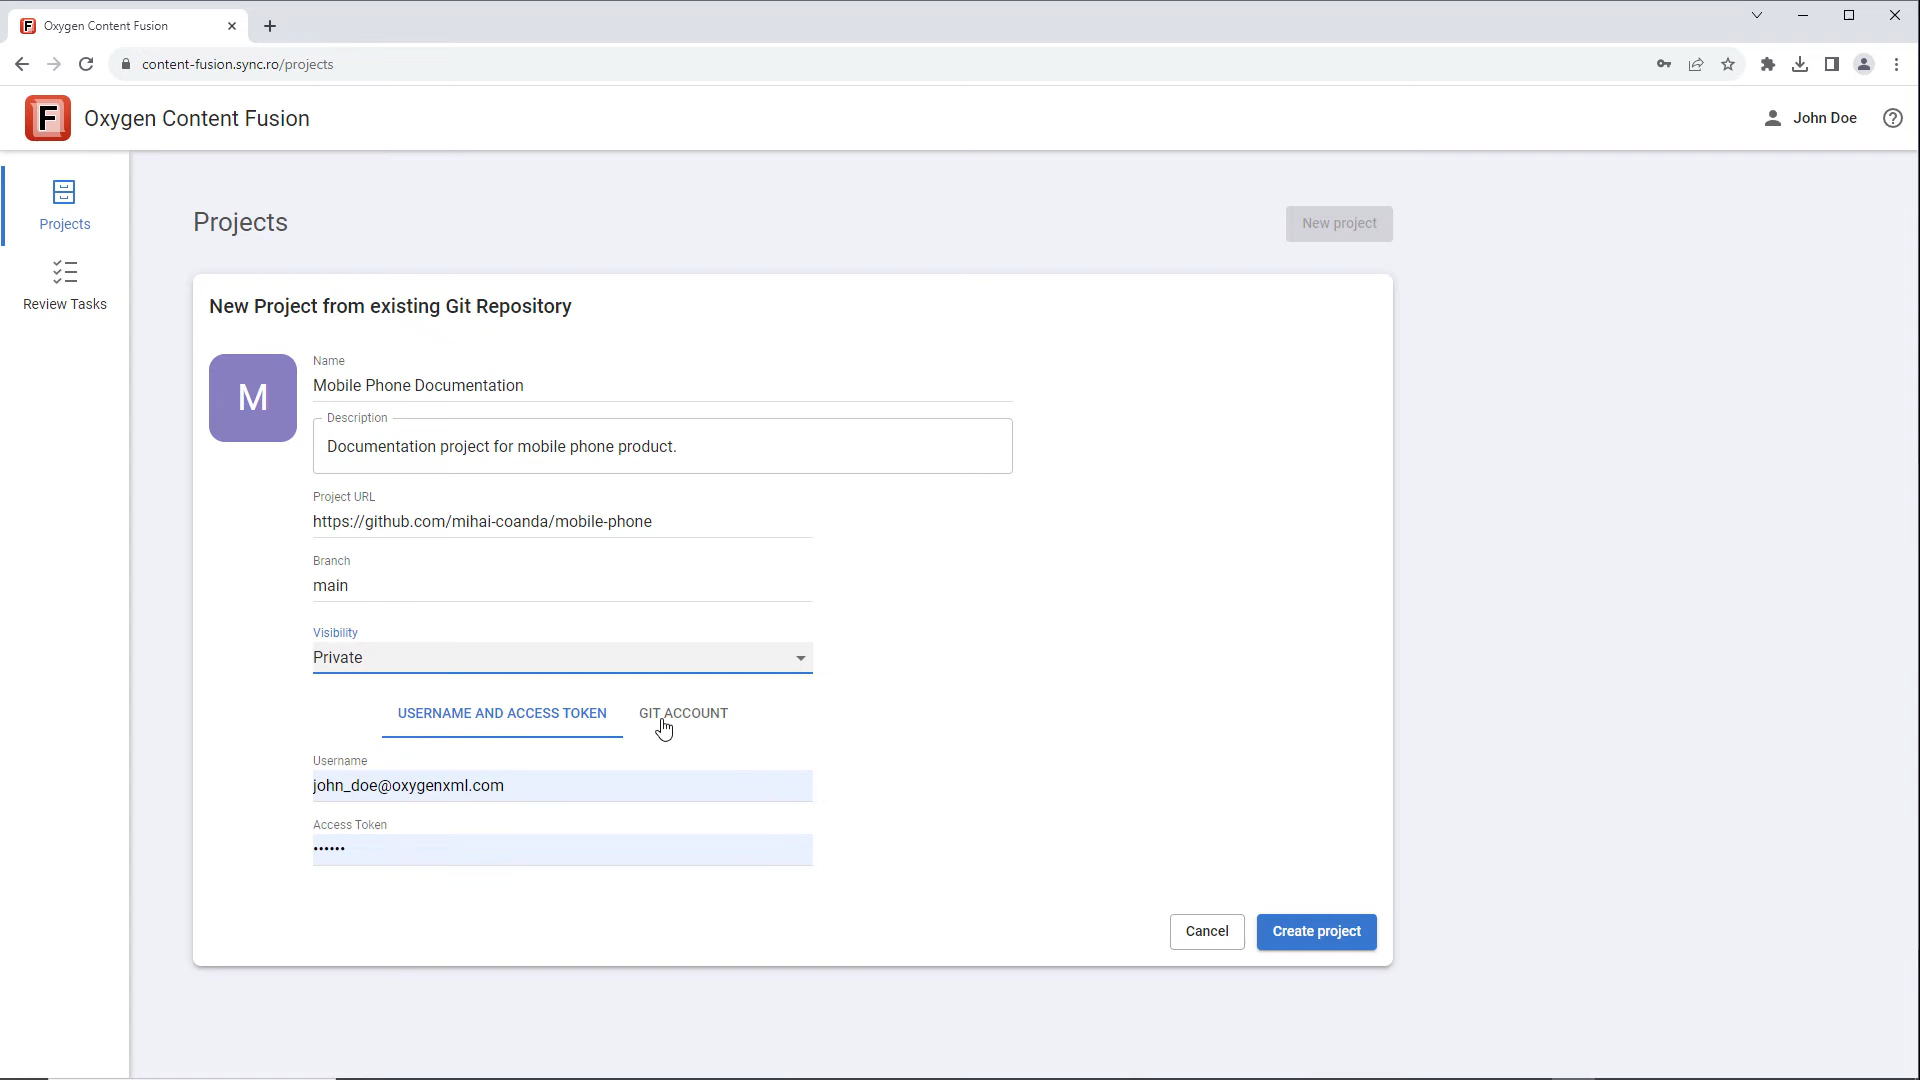 Oxygen Content Fusion
content-fusion.sync.ro/projects
F
Oxygen Content Fusion
John Doe
Projects
Review Tasks
Projects
New project
New Project from existing Git Repository
M
Name
Mobile Phone Documentation
Description
Documentation project for mobile phone product.
Project URL
https://github.com/mihai-coanda/mobile-phone
Branch
main
Visibility
Private
USERNAME AND ACCESS TOKEN
GIT ACCOUNT
Username
john_doe@oxygenxml.com
Access Token
••••••
Cancel
Create project